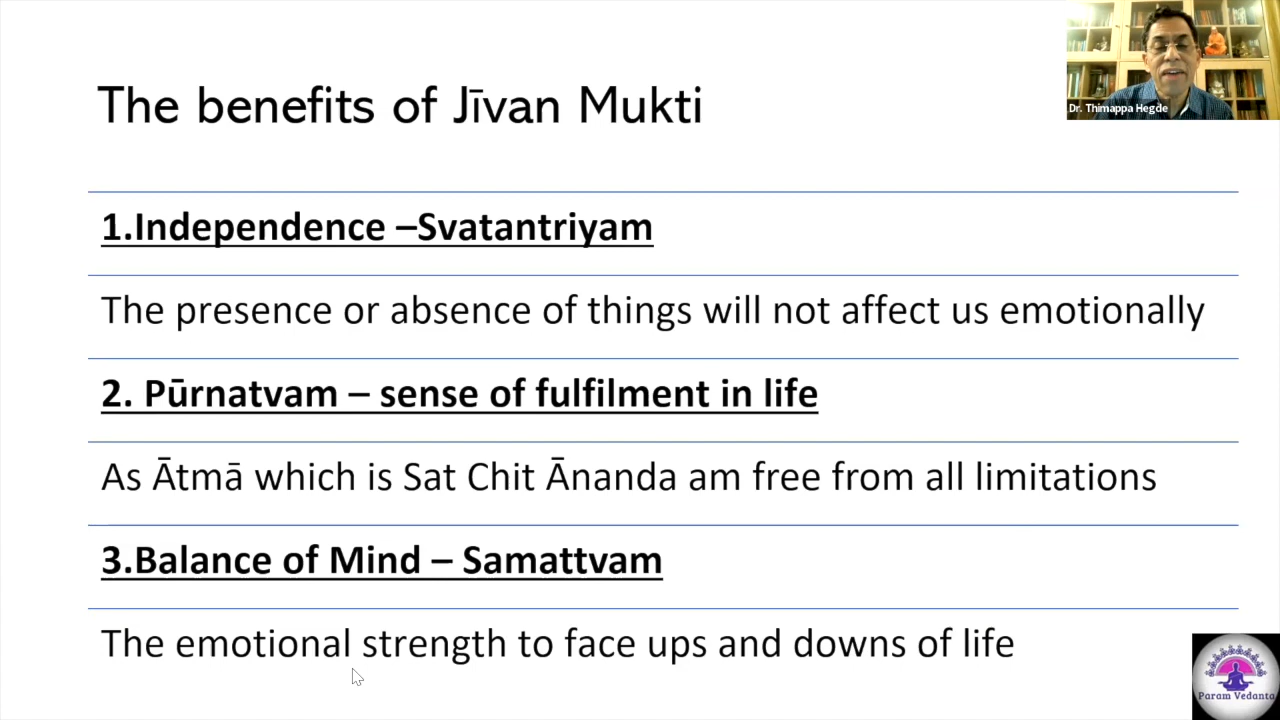 Dr. Thimappa Hegde
The benefits of Jīvan Mukti
1.Independence –Svatantriyam
The presence or absence of things will not affect us emotionally
2. Pūrnatvam – sense of fulfilment in life
As Ātmā which is Sat Chit Ānanda am free from all limitations
3.Balance of Mind – Samattvam
The emotional strength to face ups and downs of life
Param Vedanta